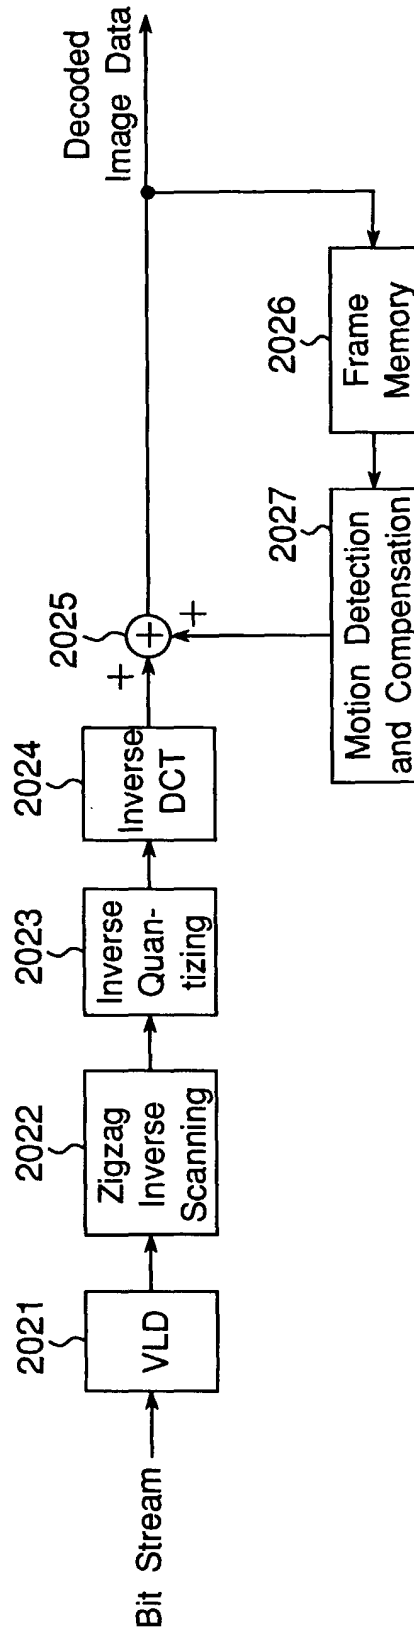 Bit Stream
2021
VLD
2022
Zigzag
Inverse
Scanning
2023
Inverse
Quan-
tizing
2024
Inverse
DCT
2025
+
+
+
Decoded
Image Data
2026
Frame
Memory
2027
Motion Detection
and Compensation